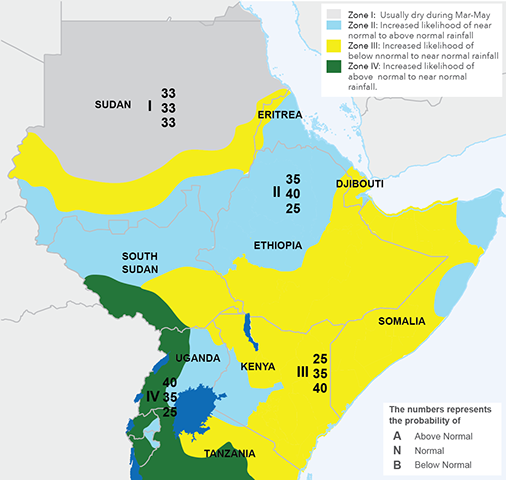 Zone I: Usually dry during Mar-May
Zone II: Increased likelihood of near
normal to above normal rainfall
Zone III: Increased likelihood of
below nnormal to near normal rainfall
Zone IV: Increased likelihood of
above normal to near normal
rainfall.
SUDAN
I
33
33
33
ERITREA
II
35
40
25
DJIBOUTI
ETHIOPIA
SOUTH
SUDAN
SOMALIA
UGANDA
KENYA
III
25
35
40
IV
40
35
25
TANZANIA
The numbers represents
the probability of
A Above Normal
N Normal
B Below Normal